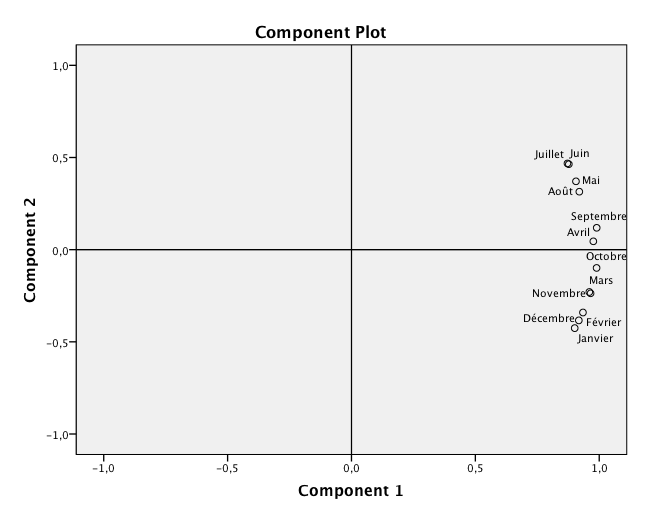 Component Plot
1,0
0,5
0,0
−0,5
−1,0
Component 2
Juillet Juin
Mai
Août
Septembre
Avril
Octobre
Mars
Novembre
Décembre
Février
Janvier
−1,0 −0,5 0,0 0,5 1,0
Component 1